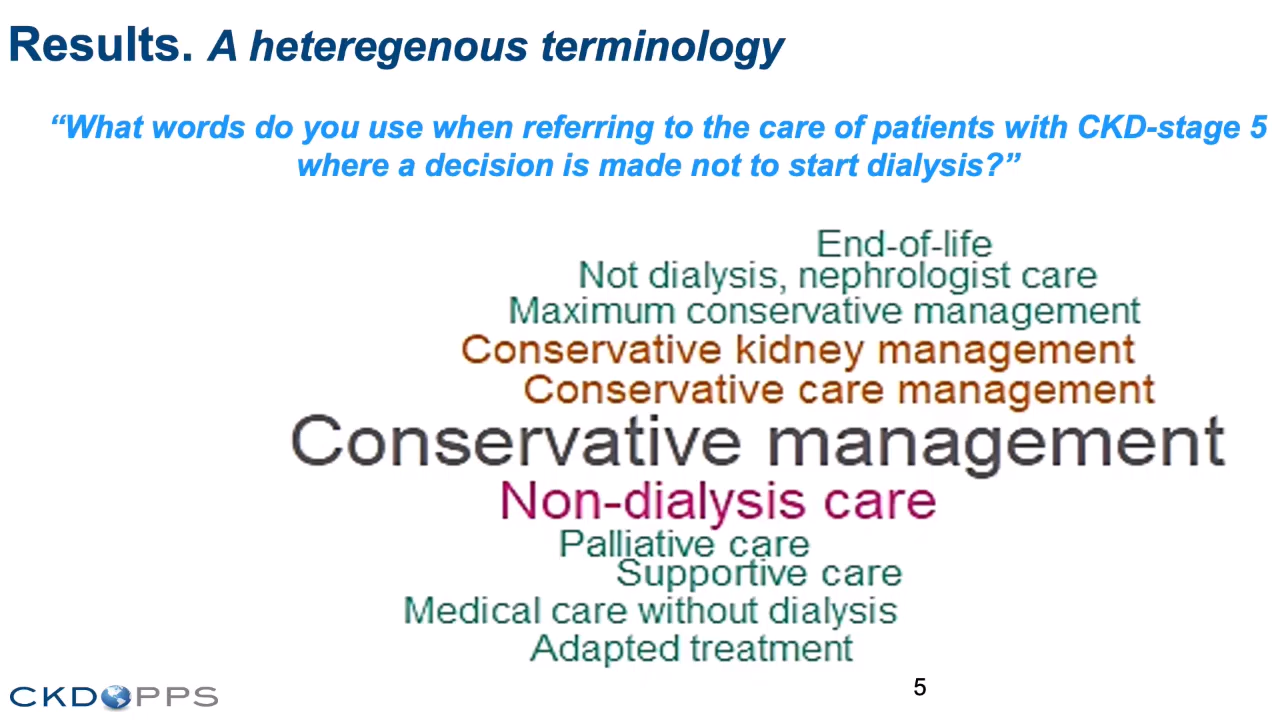 Results. A heteregenous terminology
“What words do you use when referring to the care of patients with CKD-stage 5
where a decision is made not to start dialysis?”
End-of-life
Not dialysis, nephrologist care
Maximum conservative management
Conservative kidney management
Conservative care management
Conservative management
Non-dialysis care
Palliative care
Supportive care
Medical care without dialysis
Adapted treatment
CKDOPPS
5